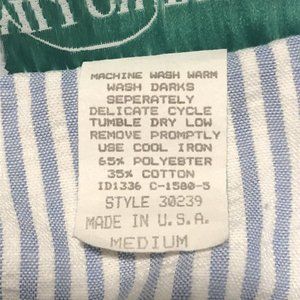 MACHINE WASH WARM
WASH DARKS
SEPERATELY
DELICATE CYCLE
TUMBLE DRY LOW
REMOVE PROMPTLY
USE COOL IRON
65% POLYESTER
35% COTTON
ID1336 C-1580-5
STYLE 30239
MADE IN U.S.A.
MEDIUM